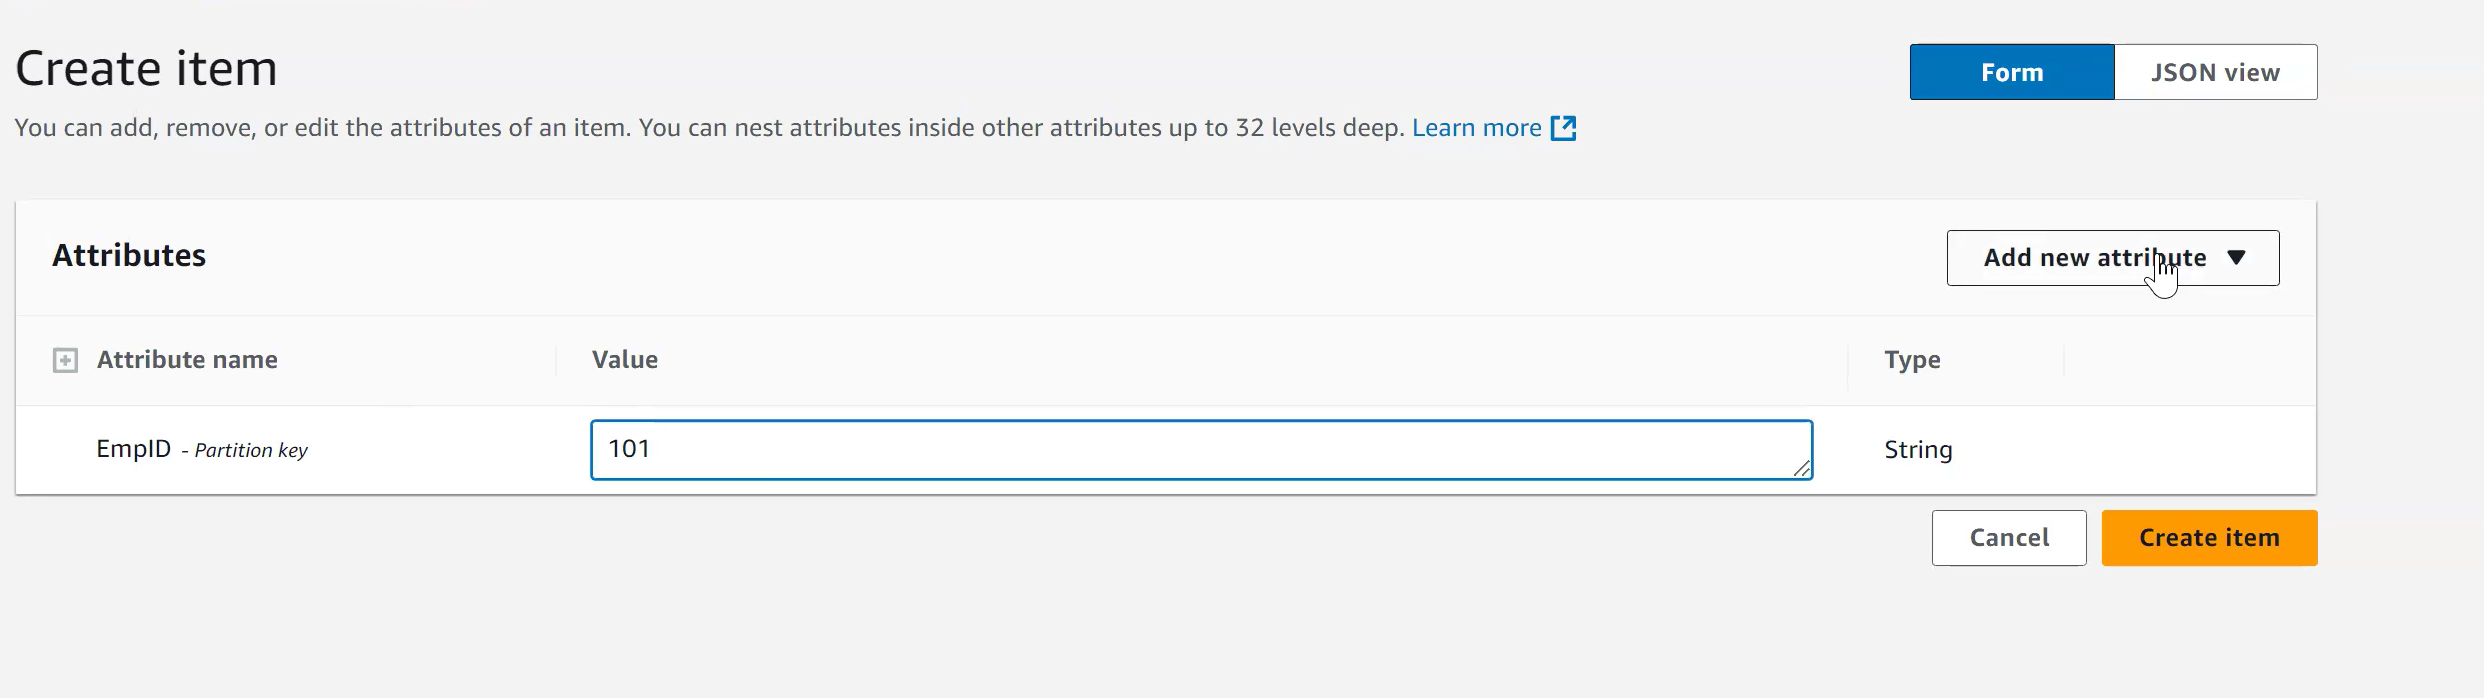 Create item
Form
JSON view
You can add, remove, or edit the attributes of an item. You can nest attributes inside other attributes up to 32 levels deep. Learn more
Attributes
Add new attribute
Attribute name
Value
Type
EmpID - Partition key
101
String
Cancel
Create item